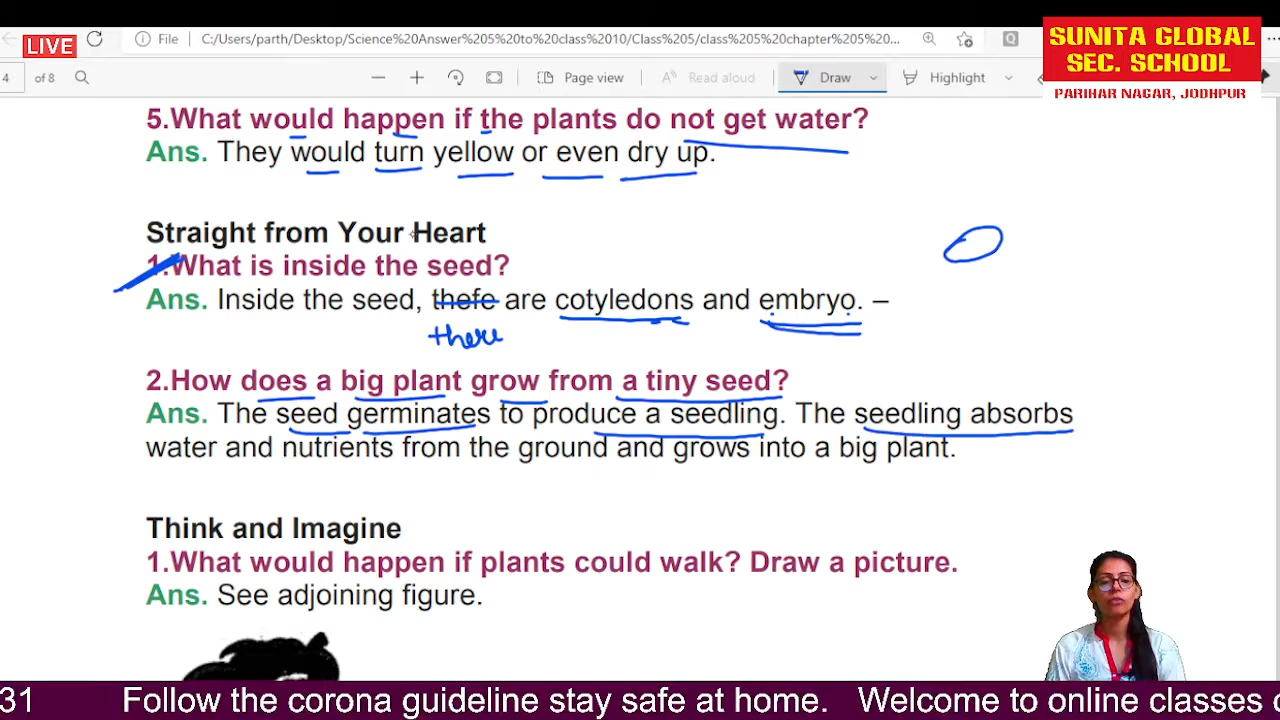 LIVE
File
C:/Users/parth/Desktop/Science%20Answer%205%20to%20class%2010/Class%205/class%205%20chapter%205%20...
SUNITA GLOBAL
SEC. SCHOOL
PARIHAR NAGAR, JODHPUR
4 of 8
Page view
Read aloud
Draw
Highlight
5.What would happen if the plants do not get water?
Ans. They would turn yellow or even dry up.
Straight from Your Heart
1.What is inside the seed?
Ans. Inside the seed, thefe are cotyledons and embryo. –
there
2.How does a big plant grow from a tiny seed?
Ans. The seed germinates to produce a seedling. The seedling absorbs
water and nutrients from the ground and grows into a big plant.
Think and Imagine
1.What would happen if plants could walk? Draw a picture.
Ans. See adjoining figure.
31 Follow the corona guideline stay safe at home. Welcome to online classes